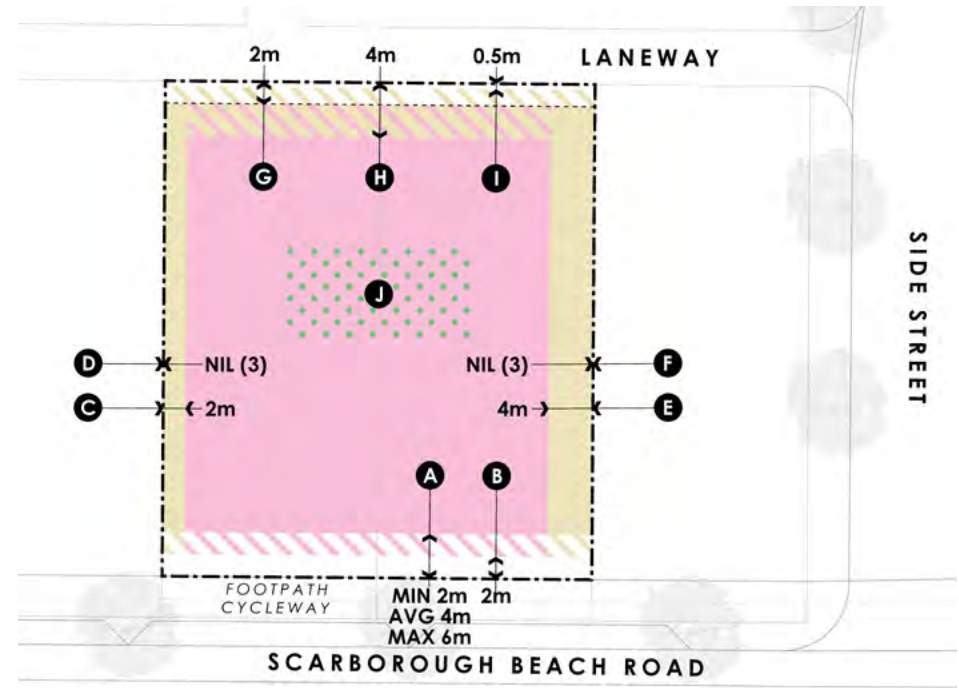 2m 4m 0.5m LANEWAY
G H I
J
D NIL (3) NIL (3) F
C 2m 4m E
A B
SIDE STREET
FOOTPATH
CYCLEWAY
MIN 2m 2m
AVG 4m
MAX 6m
SCARBOROUGH BEACH ROAD